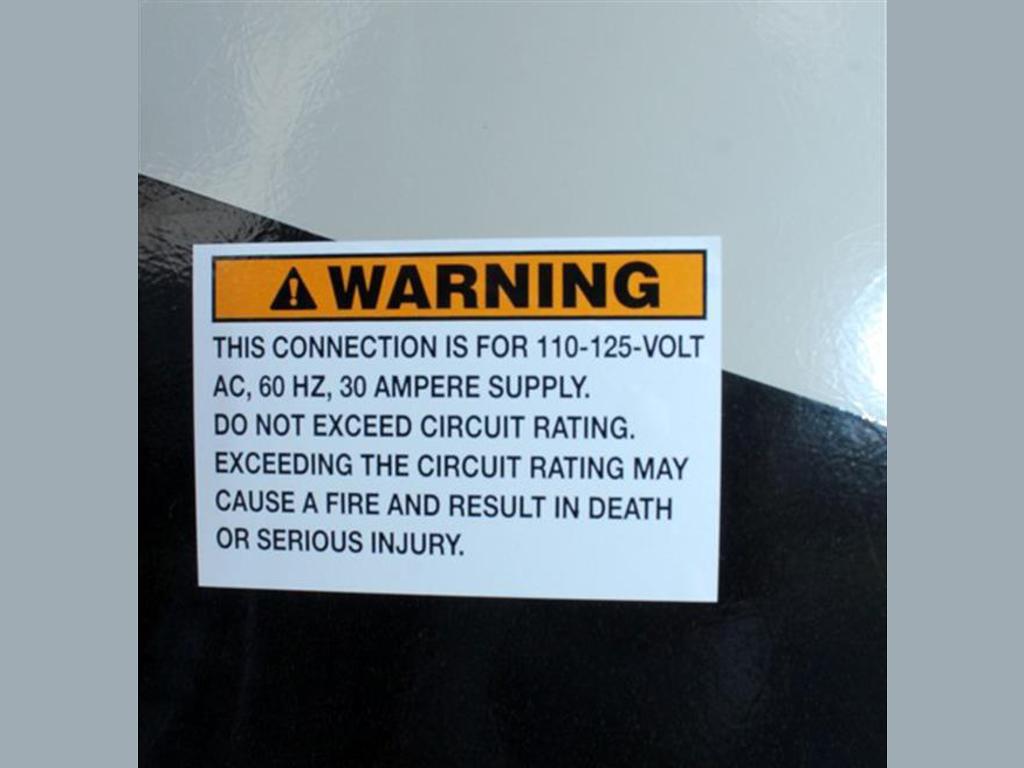 WARNING
THIS CONNECTION IS FOR 110-125-VOLT
AC, 60 HZ, 30 AMPERE SUPPLY.
DO NOT EXCEED CIRCUIT RATING.
EXCEEDING THE CIRCUIT RATING MAY
CAUSE A FIRE AND RESULT IN DEATH
OR SERIOUS INJURY.